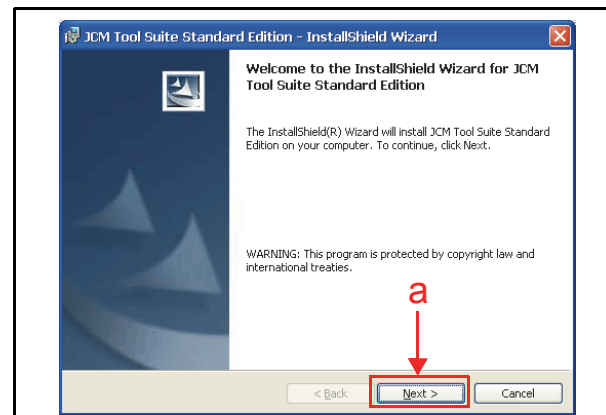 JCM Tool Suite Standard Edition - InstallShield Wizard
Welcome to the InstallShield Wizard for JCM
Tool Suite Standard Edition
The InstallShield(R) Wizard will install JCM Tool Suite Standard
Edition on your computer. To continue, click Next.
WARNING: This program is protected by copyright law and
international treaties.
a
< Back Next > Cancel